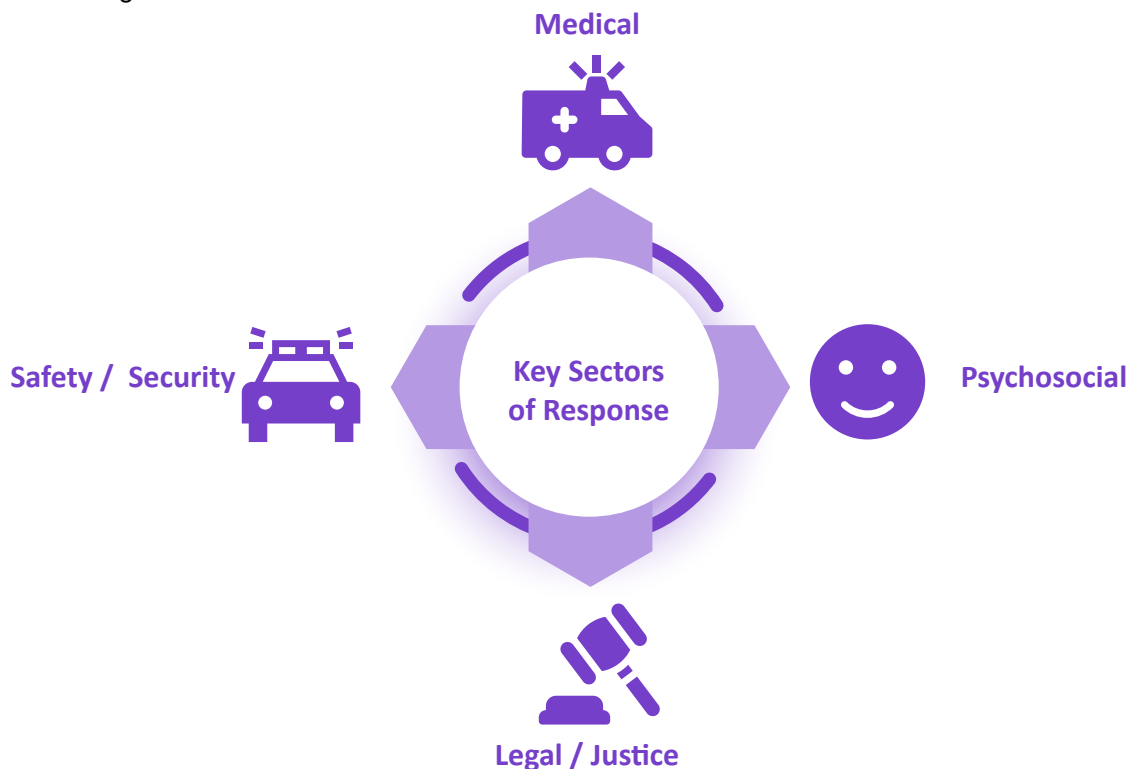 Medical
Safety / Security
Key Sectors
of Response
Psychosocial
Legal / Justice